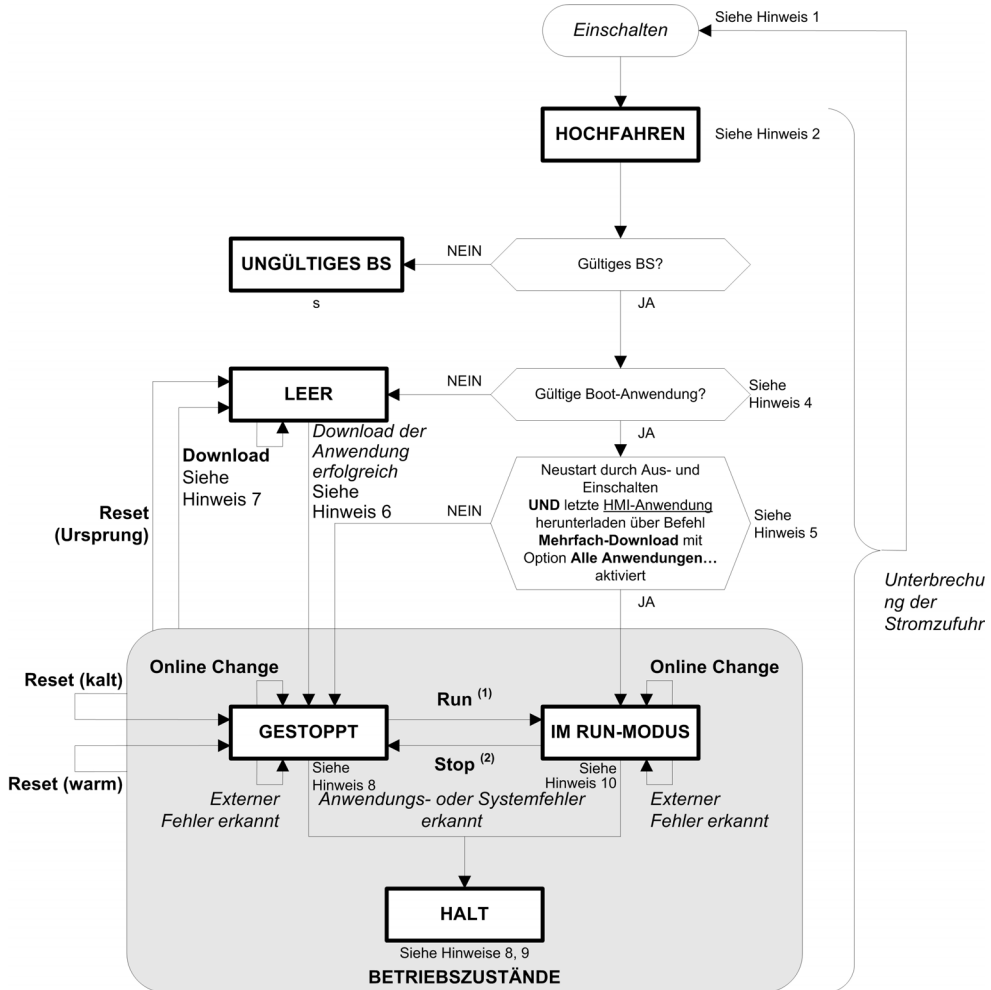 Einschalten
Siehe Hinweis 1
HOCHFAHREN
Siehe Hinweis 2
UNGÜLTIGES BS
NEIN
Gültiges BS?
s
JA
LEER
NEIN
Gültige Boot-Anwendung?
Siehe
Hinweis 4
JA
Download
Siehe
Hinweis 7
Download der
Anwendung
erfolgreich
Siehe
Hinweis 6
NEIN
Neustart durch Aus- und
Einschalten
UND letzte HMI-Anwendung
herunterladen über Befehl
Mehrfach-Download mit
Option Alle Anwendungen…
aktiviert
Siehe
Hinweis 5
Reset
(Ursprung)
JA
Unterbrechu
ng der
Stromzufuhr
Online Change
Online Change
Reset (kalt)
Run (1)
GESTOPPT
IM RUN-MODUS
Stop (2)
Reset (warm)
Siehe
Hinweis 8
Siehe
Hinweis 10
Externer
Fehler erkannt
Anwendungs- oder Systemfehler
erkannt
Externer
Fehler erkannt
HALT
Siehe Hinweise 8, 9
BETRIEBSZUSTÄNDE